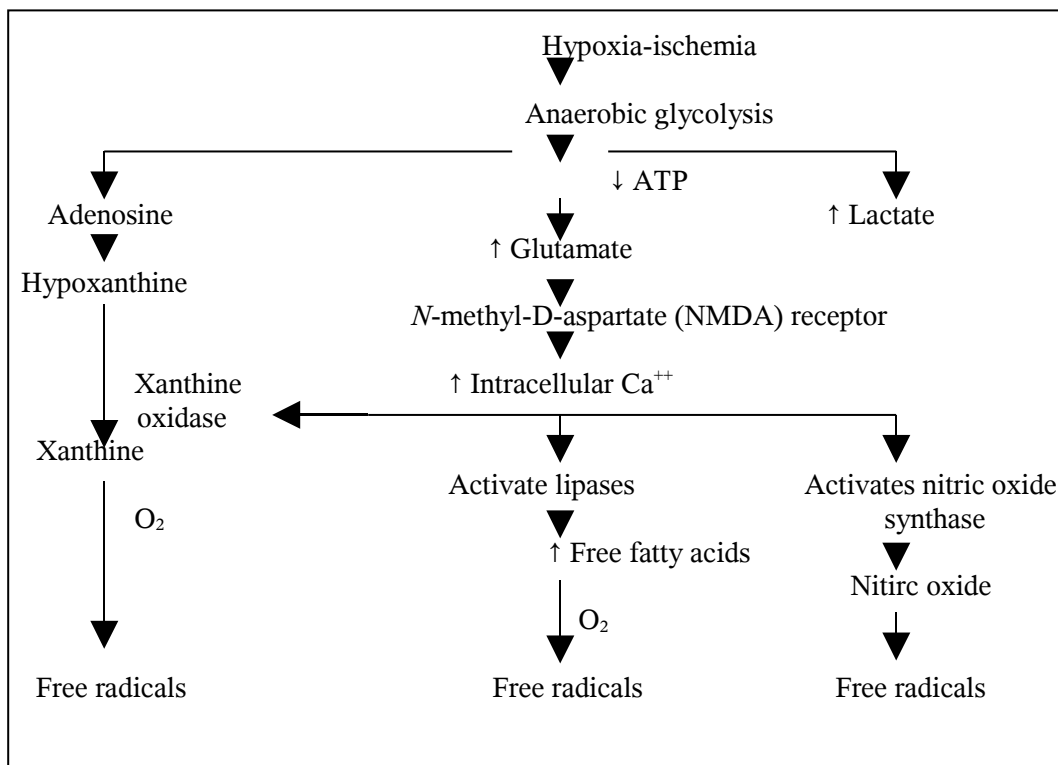 Hypoxia-ischemia
Anaerobic glycolysis
↓ ATP
Adenosine
↑ Lactate
↑ Glutamate
Hypoxanthine
N-methyl-D-aspartate (NMDA) receptor
Xanthine
oxidase
↑ Intracellular Ca⁺⁺
Xanthine
Activate lipases
Activates nitric oxide
synthase
O₂
↑ Free fatty acids
Nitirc oxide
O₂
Free radicals
Free radicals
Free radicals